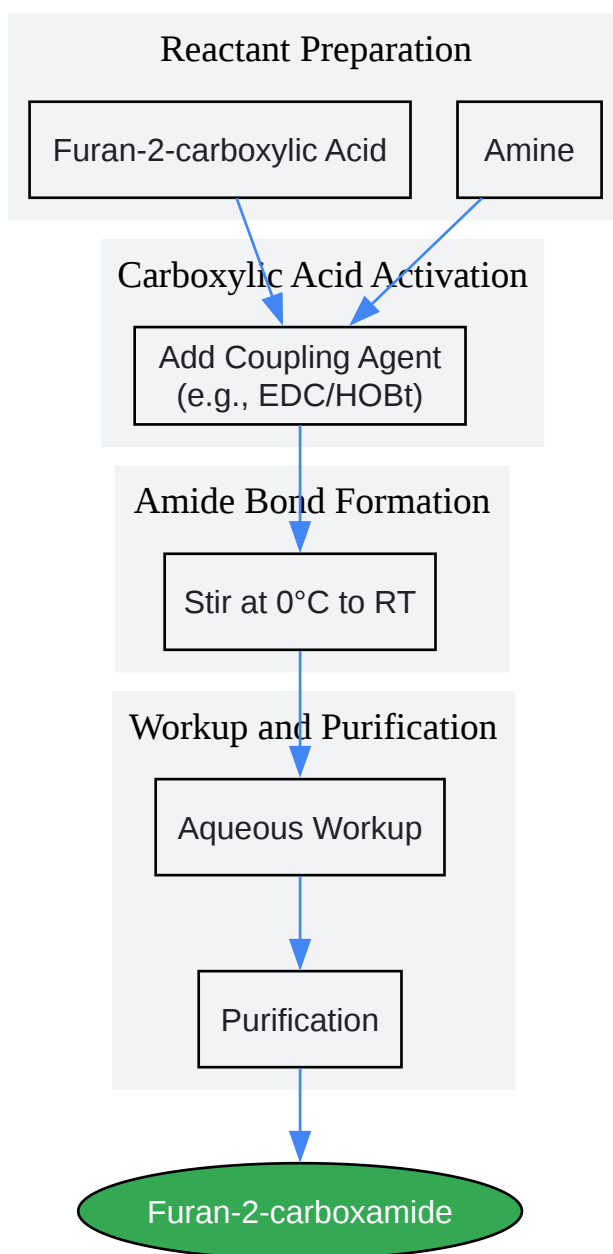 Reactant Preparation
Furan-2-carboxylic Acid
Amine
Carboxylic Acid Activation
Add Coupling Agent
(e.g., EDC/HOBt)
Amide Bond Formation
Stir at 0°C to RT
Workup and Purification
Aqueous Workup
Purification
Furan-2-carboxamide